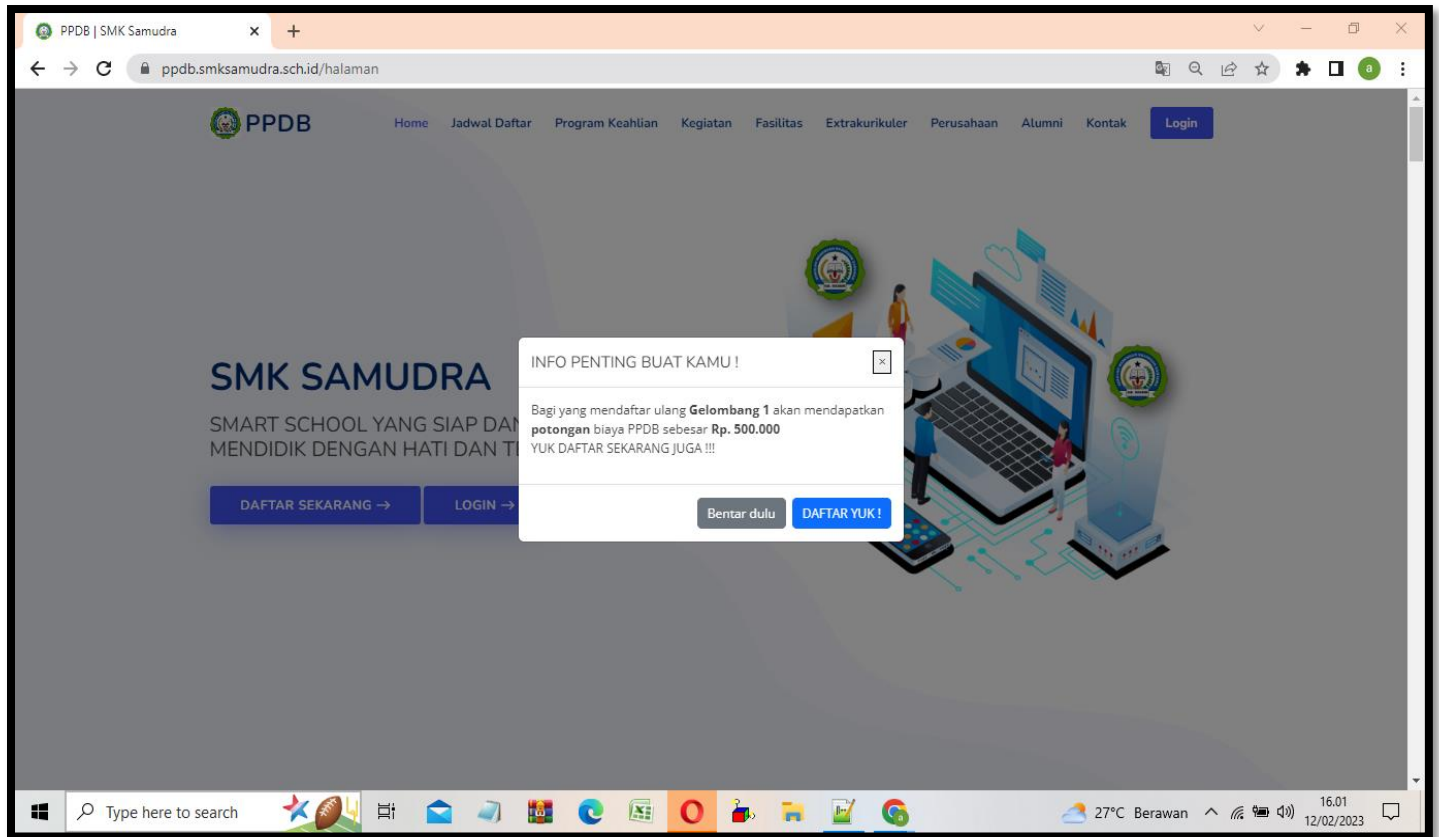 PPDB | SMK Samudra
ppdb.smksamudra.sch.id/halaman
a
PPDB Home Jadwal Daftar Program Keahlian Kegiatan Fasilitas Extrakurikuler Perusahaan Alumni Kontak Login
SMK SAMUDRA
SMART SCHOOL YANG SIAP DAN
MENDIDIK DENGAN HATI DAN
DAFTAR SEKARANG →
LOGIN →
INFO PENTING BUAT KAMU !
×
Bagi yang mendaftar ulang Gelombang 1 akan mendapatkan
potongan biaya PPDB sebesar Rp. 500.000
YUK DAFTAR SEKARANG JUGA !!!
Bentar dulu
DAFTAR YUK !
Type here to search
27°C Berawan
16.01
12/02/2023